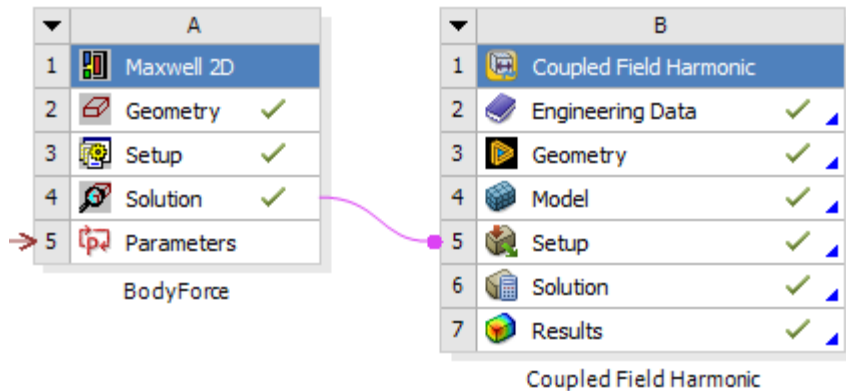 A
1 Maxwell 2D
2 Geometry
3 Setup
4 Solution
5 Parameters
BodyForce
B
1 Coupled Field Harmonic
2 Engineering Data
3 Geometry
4 Model
5 Setup
6 Solution
7 Results
Coupled Field Harmonic